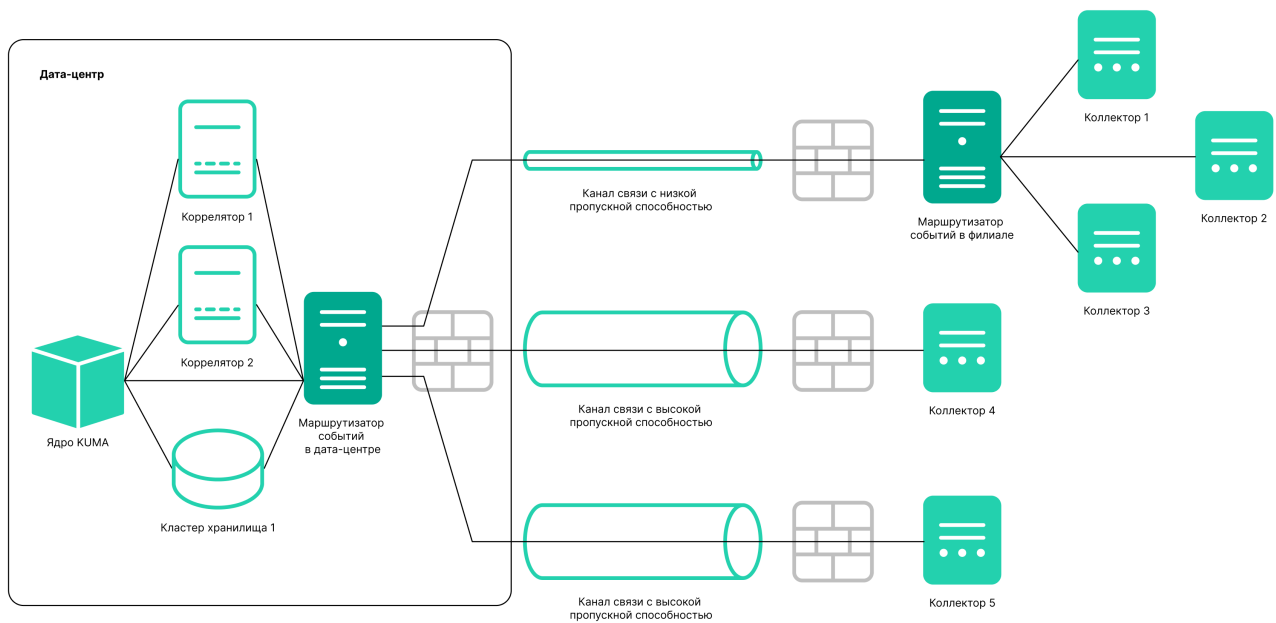 Дата-центр
Коррелятор 1
Коррелятор 2
Ядро KUMA
Кластер хранилища 1
Маршрутизатор
событий
в дата-центре
Канал связи с низкой
пропускной способностью
Канал связи с высокой
пропускной способностью
Канал связи с высокой
пропускной способностью
Маршрутизатор
событий в филиале
Коллектор 1
Коллектор 2
Коллектор 3
Коллектор 4
Коллектор 5